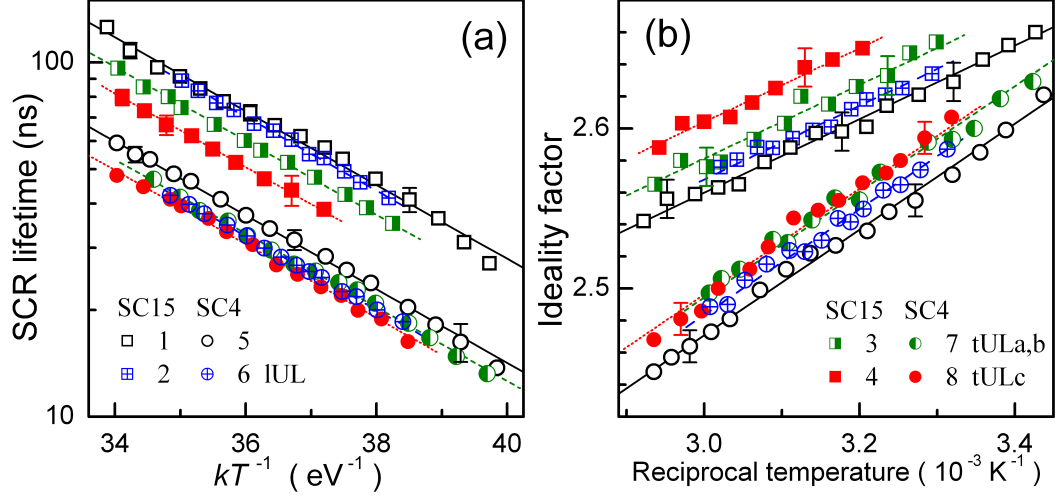 (a)
SCR lifetime (ns)
100
10
SC15 SC4
1 5
2 6 lUL
34 36 38 40
kT⁻¹ ( eV⁻¹)
(b)
Ideality factor
2.6
2.5
SC15 SC4
3 7 tULa,b
4 8 tULc
3.0 3.2 3.4
Reciprocal temperature ( 10⁻³ K⁻¹)